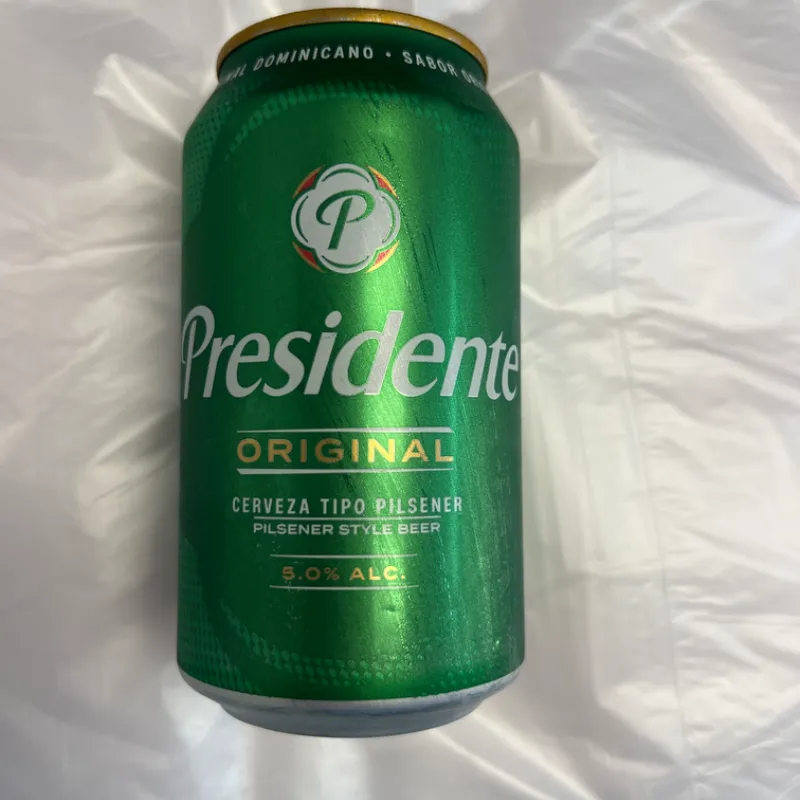 DOMINICANO • SABOR
P
Presidente
ORIGINAL
CERVEZA TIPO PILSENER
PILSENER STYLE BEER
5.0% ALC.